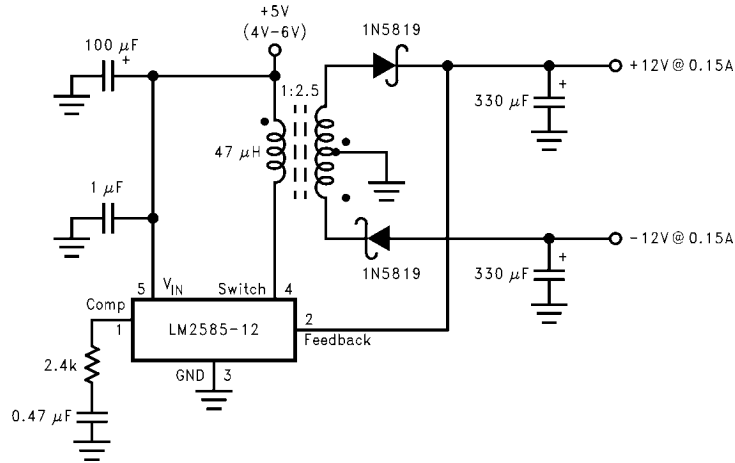 +5V
(4V-6V)
1N5819
100 µF
+
+12V@ 0.15A
1:2.5
+
330 µF
47 µH
1 µF
-12V@ 0.15A
1N5819
+
330 µF
5 VIN
Switch 4
Comp
1
LM2585-12
2
Feedback
2.4k
GND 3
0.47 µF